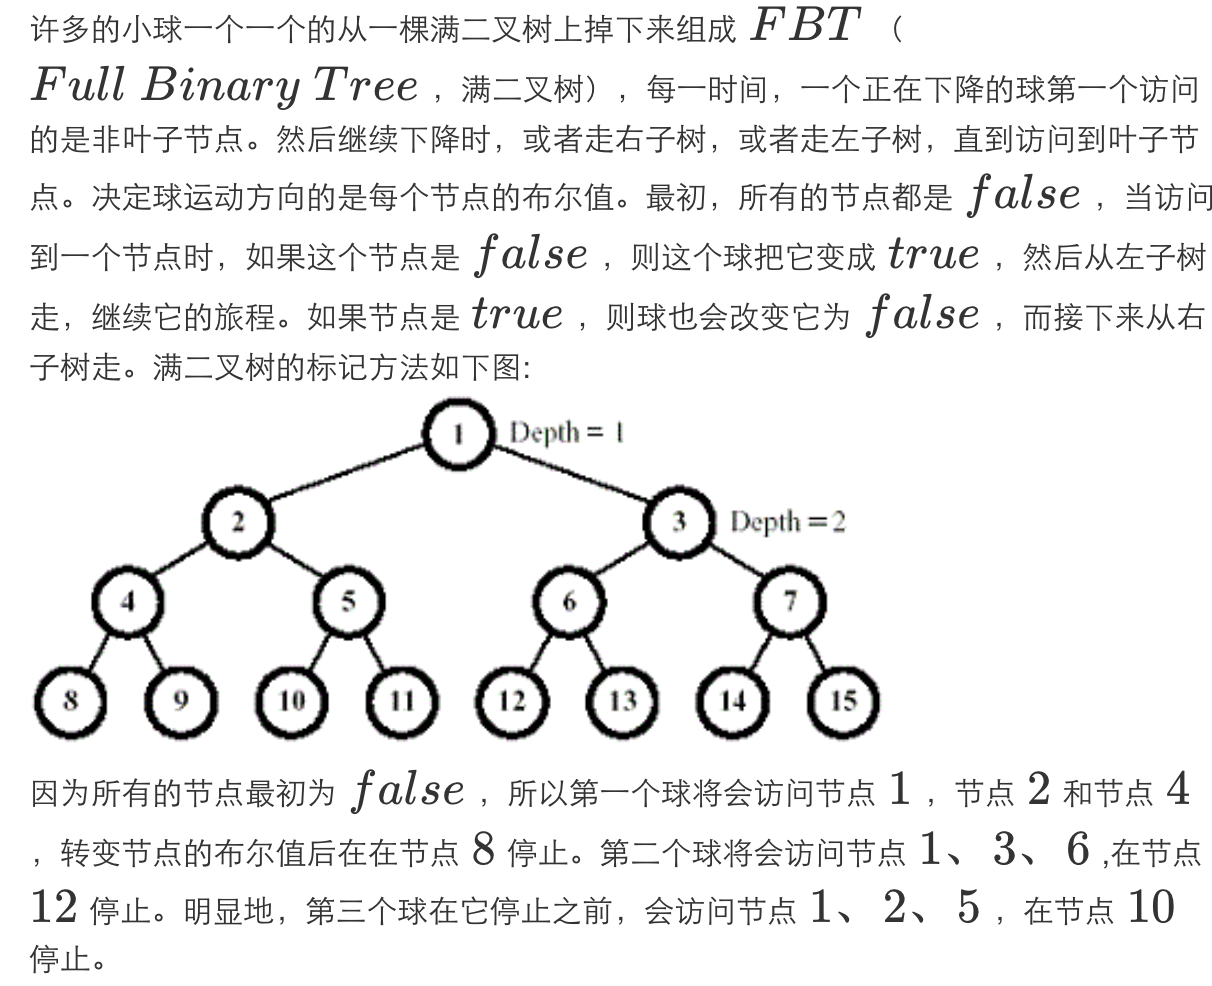 许多的小球一个一个的从一棵满二叉树上掉下来组成 FBT （
Full Binary Tree ，满二叉树），每一时间，一个正在下降的球第一个访问
的是非叶子节点。然后继续下降时，或者走右子树，或者走左子树，直到访问到叶子节
点。决定球运动方向的是每个节点的布尔值。最初，所有的节点都是 false ，当访问
到一个节点时，如果这个节点是 false ，则这个球把它变成 true ，然后从左子树
走，继续它的旅程。如果节点是 true ，则球也会改变它为 false ，而接下来从右
子树走。满二叉树的标记方法如下图:
1 Depth = 1
2 3 Depth = 2
4 5 6 7
8 9 10 11 12 13 14 15
因为所有的节点最初为 false ，所以第一个球将会访问节点 1 ，节点 2 和节点 4
，转变节点的布尔值后在在节点 8 停止。第二个球将会访问节点 1、3、6 ,在节点
12 停止。明显地，第三个球在它停止之前，会访问节点 1、2、5 ，在节点 10
停止。